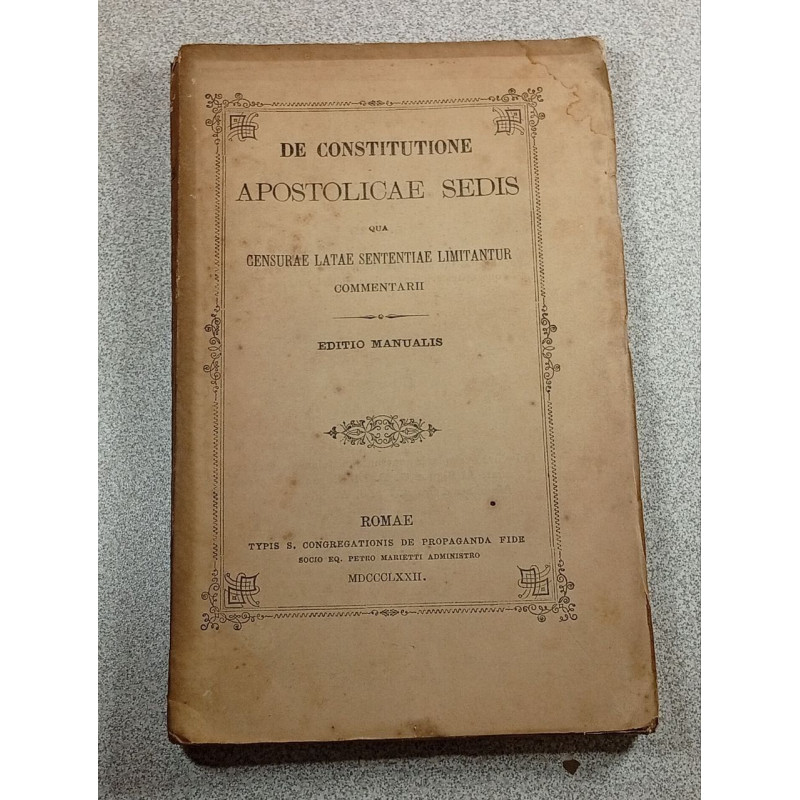 DE CONSTITUTIONE
APOSTOLICAE SEDIS
QUA
CENSURAE LATAE SENTENTIAE LIMITANTUR
COMMENTARII
EDITIO MANUALIS
ROMAE
TYPIS S. CONGREGATIONIS DE PROPAGANDA FIDE
SOCIO EQ. PETRO MARIETTI ADMINISTRO
MDCCCLXXII.